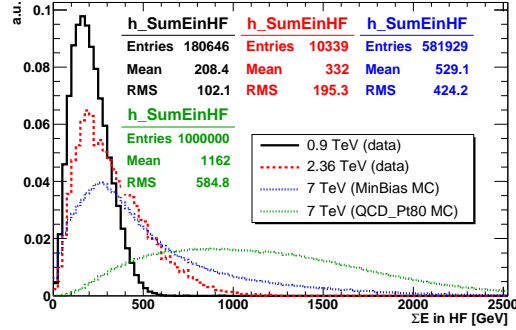 a.u.
0.1
0.08
0.06
0.04
0.02
0
h_SumEinHF
Entries 180646
Mean 208.4
RMS 102.1
h_SumEinHF
Entries 10339
Mean 332
RMS 195.3
h_SumEinHF
Entries 581929
Mean 529.1
RMS 424.2
h_SumEinHF
Entries 1000000
Mean 1162
RMS 584.8
0.9 TeV (data)
2.36 TeV (data)
7 TeV (MinBias MC)
7 TeV (QCD_Pt80 MC)
0 500 1000 1500 2000 2500
ΣE in HF [GeV]